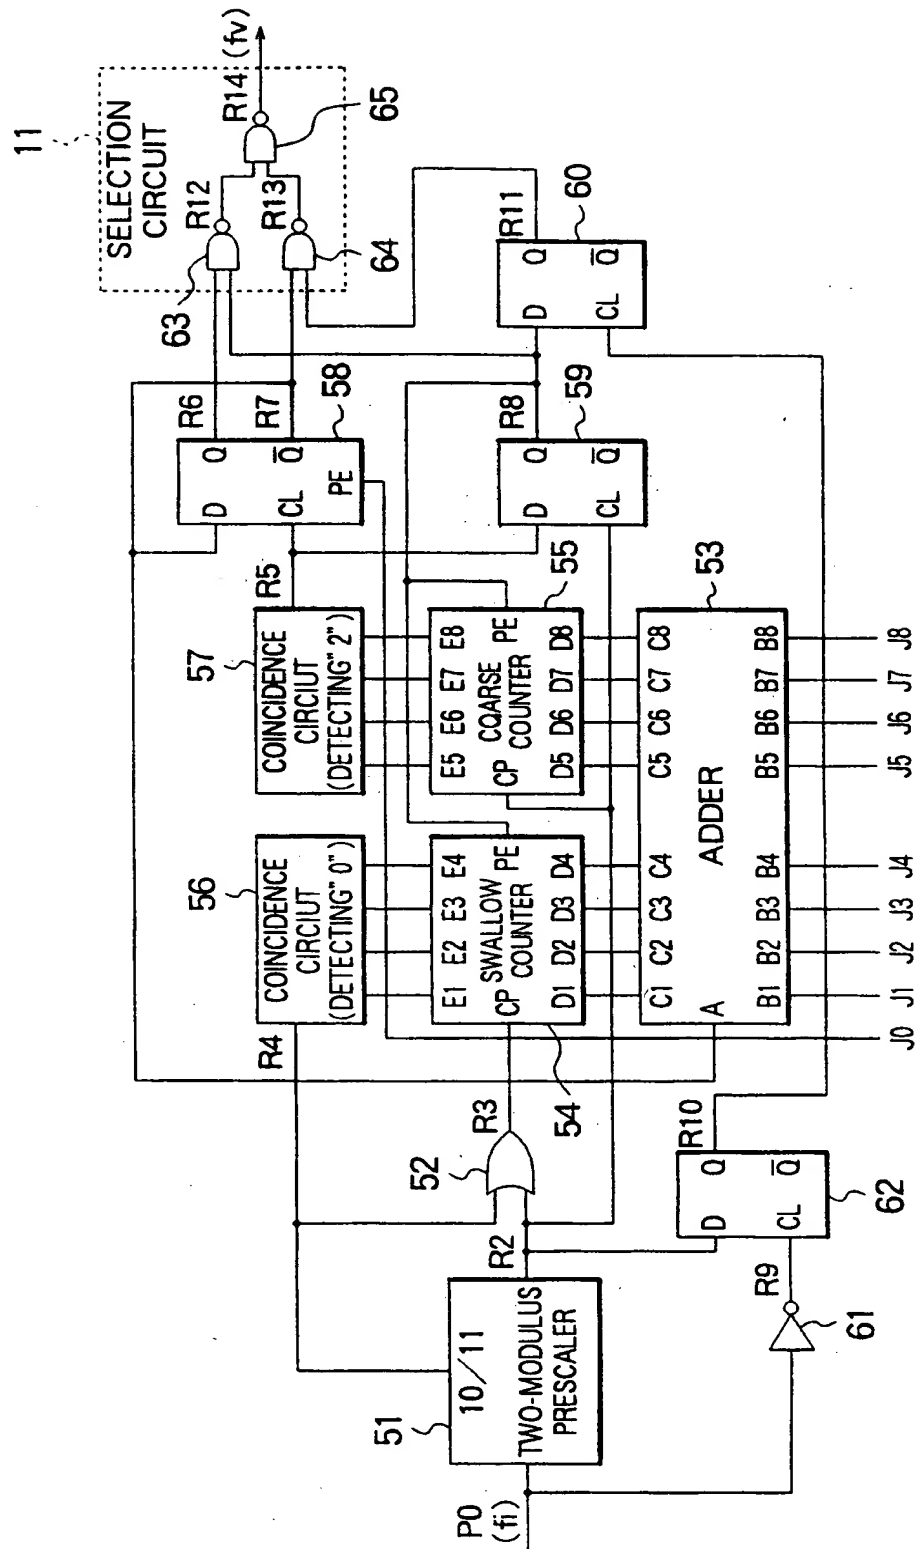 11
SELECTION
CIRCUIT
R14 (fv)
65
R12
R13
63
64
R11
60
D
Q
CL
Q̅
R6
R7
58
D
Q
CL
Q̅
PE
R8
59
D
Q
CL
Q̅
R5
57
COINCIDENCE
CIRCIUT
(DETECTING"2")
E5 E6 E7 E8
CP
PE
COARSE
COUNTER
55
D5 D6 D7 D8
56
COINCIDENCE
CIRCIUT
(DETECTING"0")
R4
E1 E2 E3 E4
CP
PE
SWALLOW
COUNTER
54
D1 D2 D3 D4
53
C1 C2 C3 C4 C5 C6 C7 C8
A
ADDER
B1 B2 B3 B4 B5 B6 B7 B8
J0 J1 J2 J3 J4 J5 J6 J7 J8
R3
52
R2
51
10/11
TWO-MODULUS
PRESCALER
P0
(fi)
R10
D
Q
CL
Q̅
62
R9
61